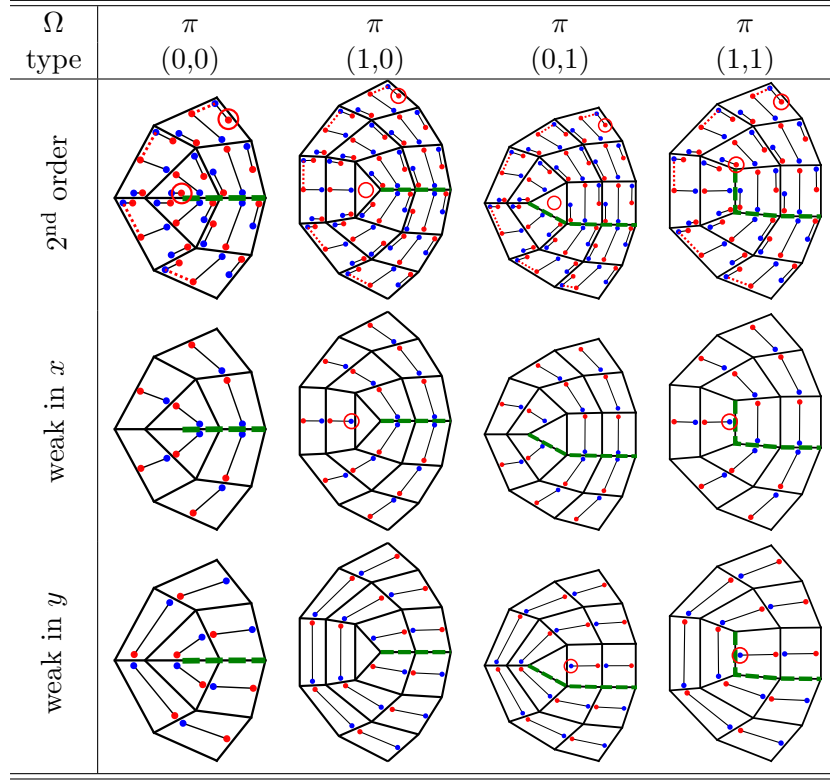 Ω π π π π
type (0,0) (1,0) (0,1) (1,1)
2nd order
weak in x
weak in y